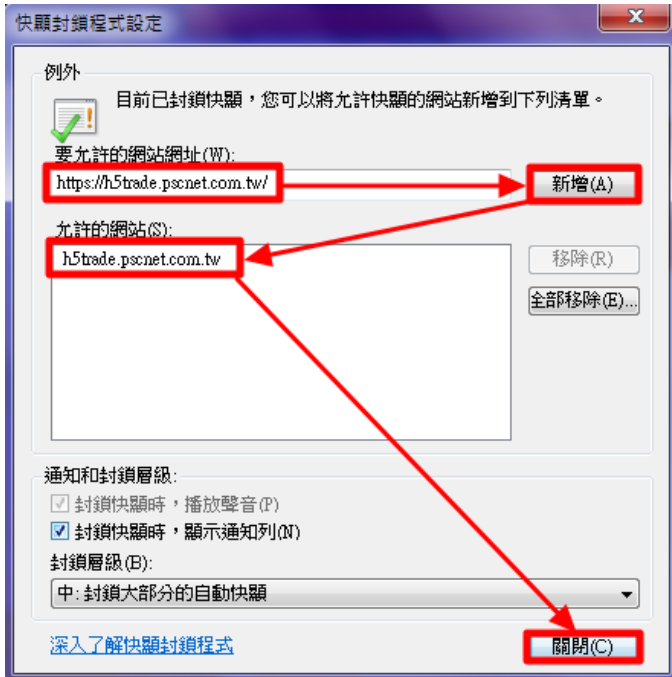 快顯封鎖程式設定
例外
目前已封鎖快顯，您可以將允許快顯的網站新增到下列清單。
要允許的網站網址(W):
https://h5trade.pscnet.com.tw/
新增(A)
允許的網站(S):
h5trade.pscnet.com.tw
移除(R)
全部移除(E)...
通知和封鎖層級:
封鎖快顯時，播放聲音(P)
封鎖快顯時，顯示通知列(N)
封鎖層級(B):
中: 封鎖大部分的自動快顯
深入了解快顯封鎖程式
關閉(C)